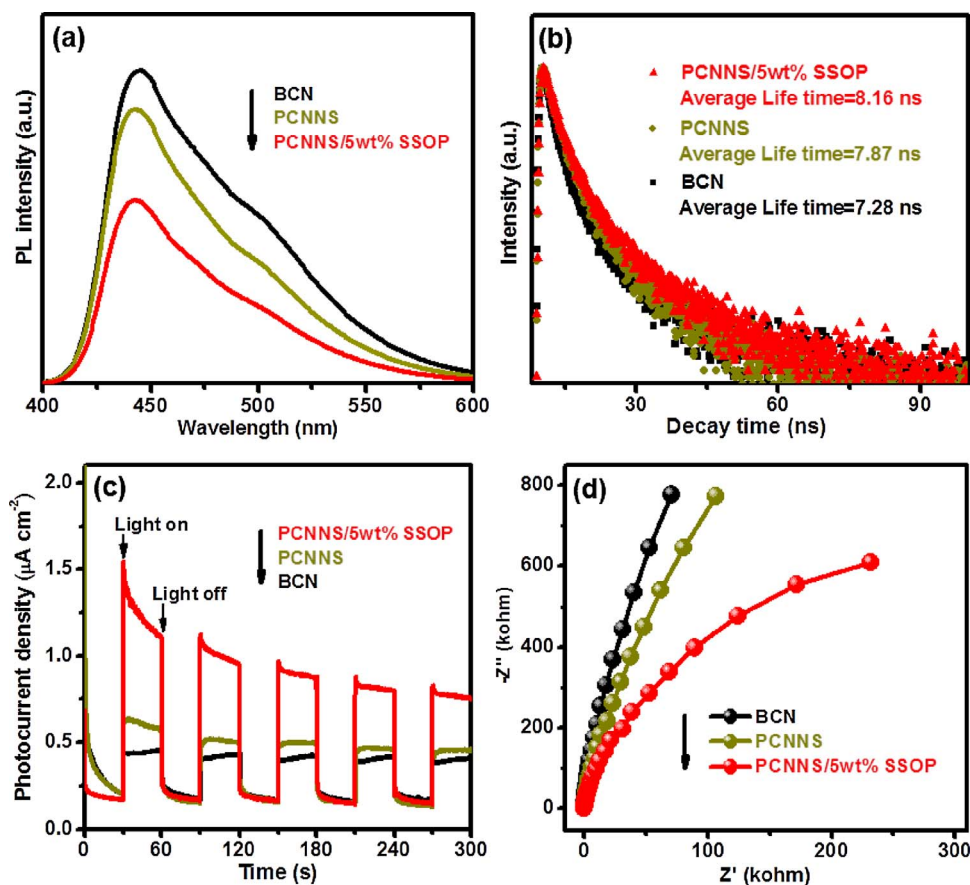 (a)
BCN
PCNNS
PCNNS/5wt% SSOP
PL intensity (a.u.)
400 450 500 550 600
Wavelength (nm)
(b)
PCNNS/5wt% SSOP
Average Life time=8.16 ns
PCNNS
Average Life time=7.87 ns
BCN
Average Life time=7.28 ns
Intensity (a.u.)
30 60 90
Decay time (ns)
(c)
Light on
Light off
PCNNS/5wt% SSOP
PCNNS
BCN
Photocurrent density (μA cm-2)
2.0
1.5
1.0
0.5
0.0
0 60 120 180 240 300
Time (s)
(d)
BCN
PCNNS
PCNNS/5wt% SSOP
-Z'' (kohm)
800
600
400
200
0
0 100 200 300
Z' (kohm)